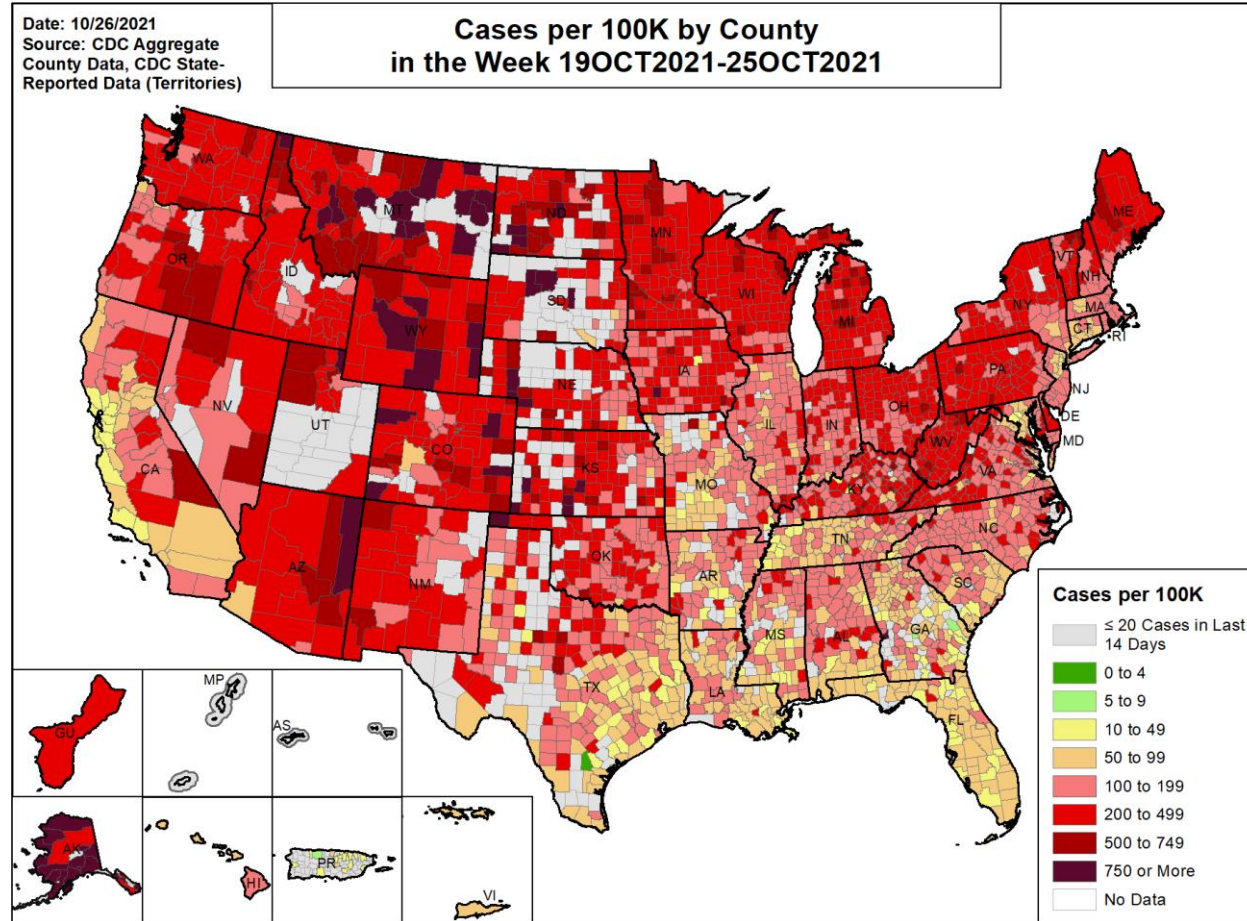 Date: 10/26/2021
Source: CDC Aggregate
County Data, CDC State-
Reported Data (Territories)
Cases per 100K by County
in the Week 19OCT2021-25OCT2021
WA
MT
ND
MN
ME
OR
ID
SD
WI
MI
VT
NH
NY
MA
CT
RI
WY
NE
IA
PA
NJ
NV
UT
CO
KS
MO
IL
IN
OH
WV
DE
MD
VA
KY
CA
AZ
NM
OK
AR
TN
NC
SC
MS
AL
GA
TX
LA
FL
GU
MP
AS
AK
HI
PR
VI
Cases per 100K
≤ 20 Cases in Last
14 Days
0 to 4
5 to 9
10 to 49
50 to 99
100 to 199
200 to 499
500 to 749
750 or More
No Data